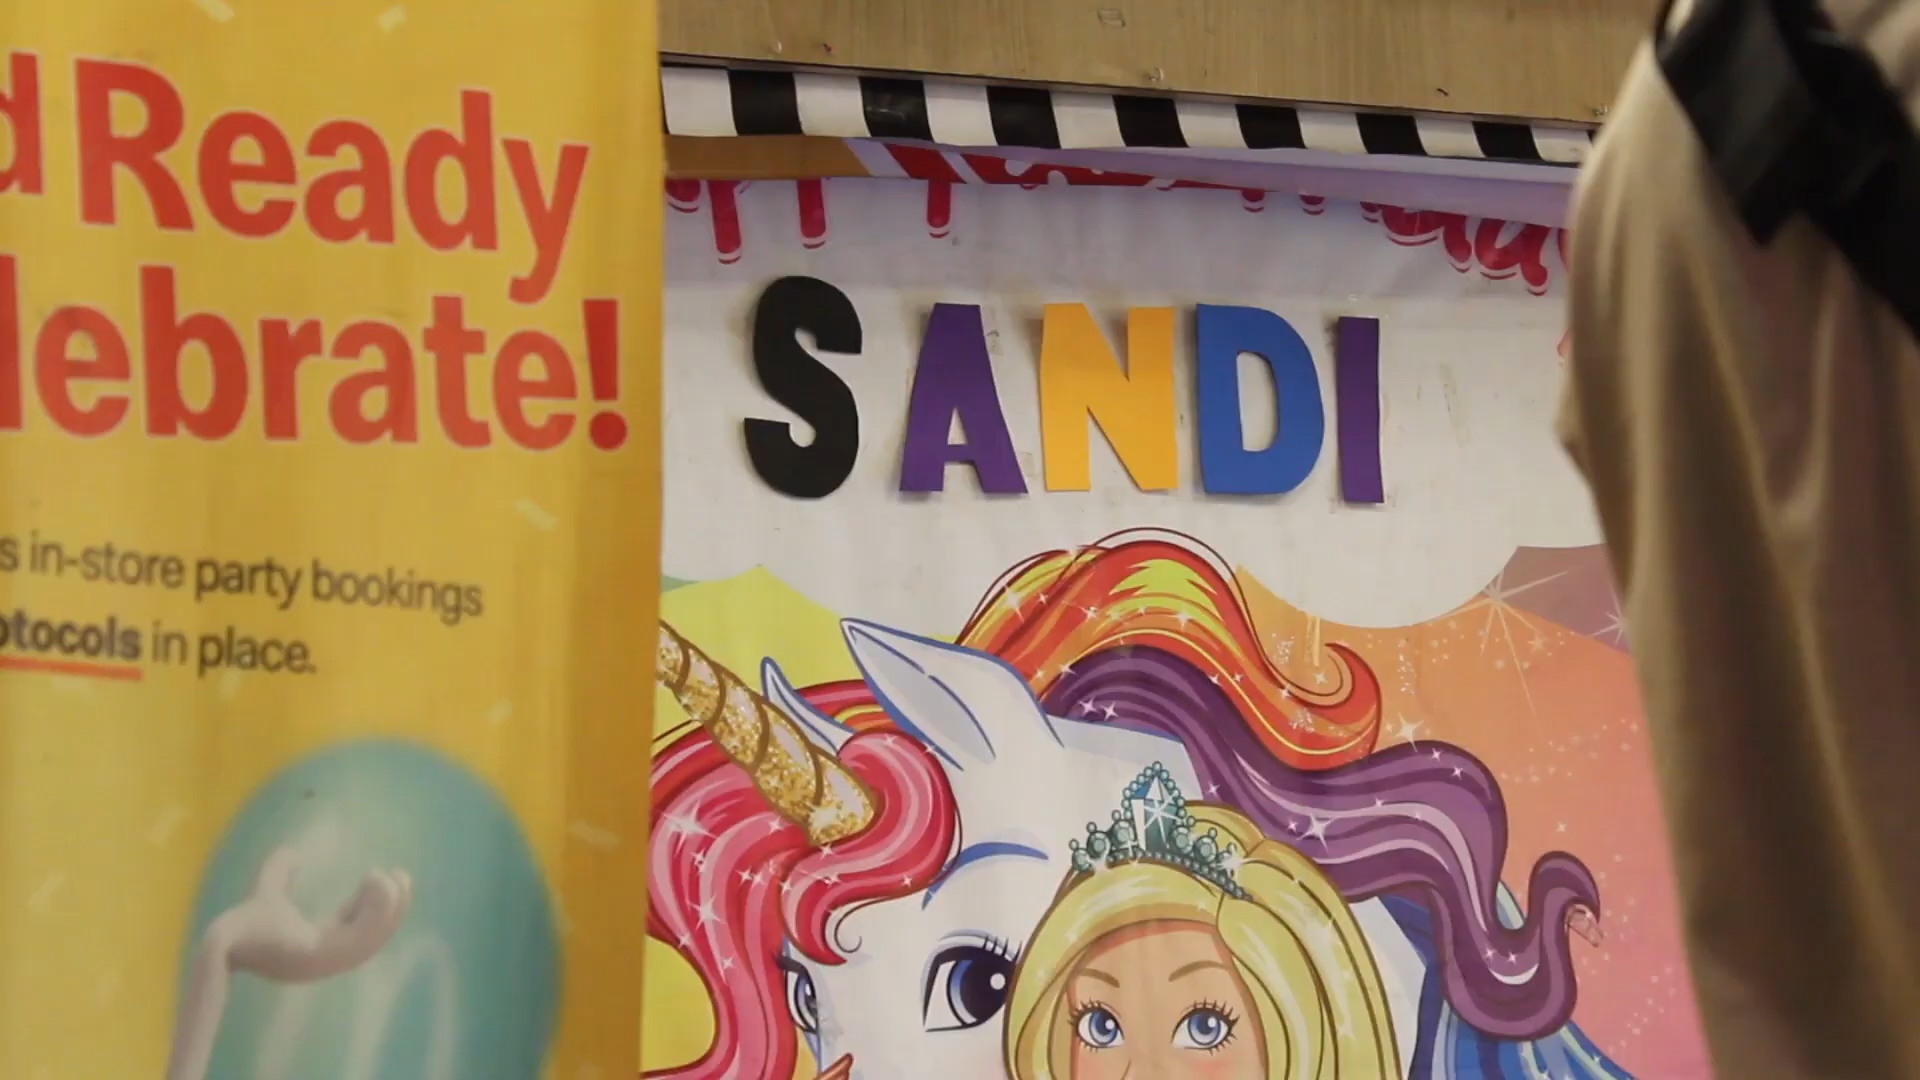 Ready
lebrate!
s in-store party bookings
otocols in place.
SANDI